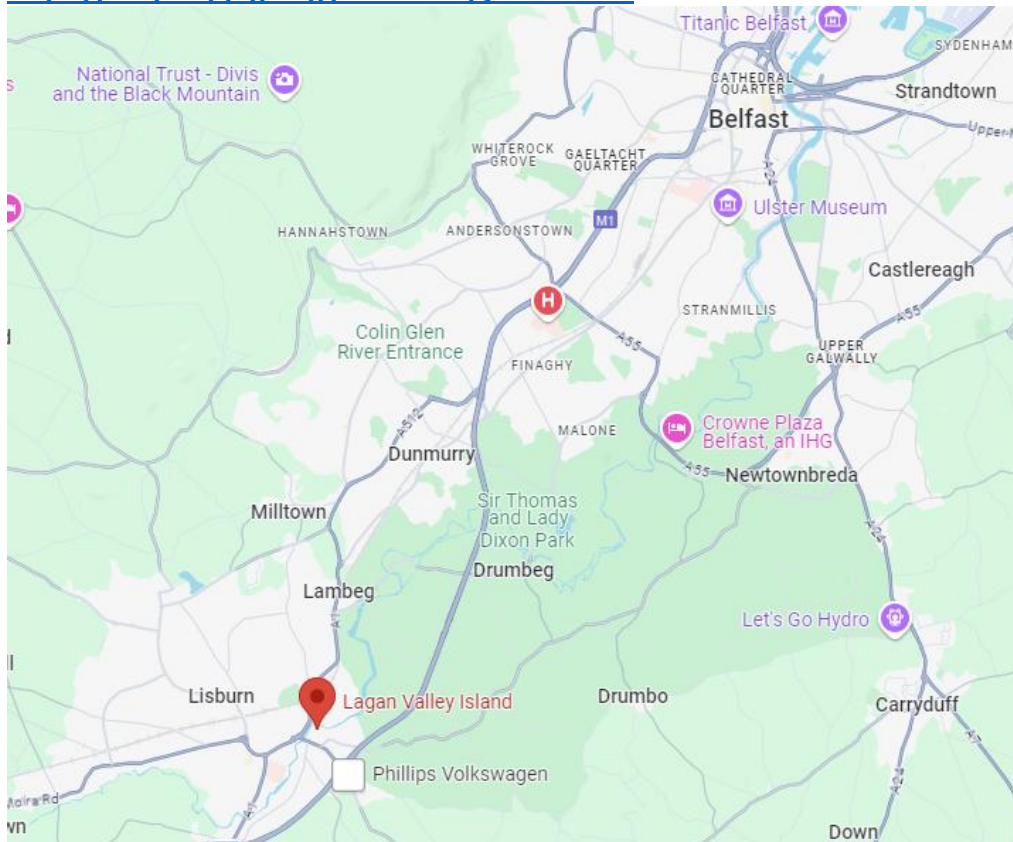 Titanic Belfast
SYDENHAM
National Trust - Divis
and the Black Mountain
CATHEDRAL
QUARTER
Strandtown
Belfast
WHITEROCK
GROVE
GAELTACHT
QUARTER
A24
M1
Ulster Museum
HANNAHSTOWN
ANDERSONSTOWN
Castlereagh
H
STRANMILLIS
A55
Colin Glen
River Entrance
A55
UPPER
GALWALLY
FINAGHY
A512
MALONE
Crowne Plaza
Belfast, an IHG
Dunmurry
A55
Newtownbreda
Milltown
Sir Thomas
and Lady
Dixon Park
A24
Drumbeg
Lambeg
A1
Let's Go Hydro
Lisburn
Lagan Valley Island
Drumbo
Carryduff
A7
Phillips Volkswagen
A24
Moira Rd
A1
Down